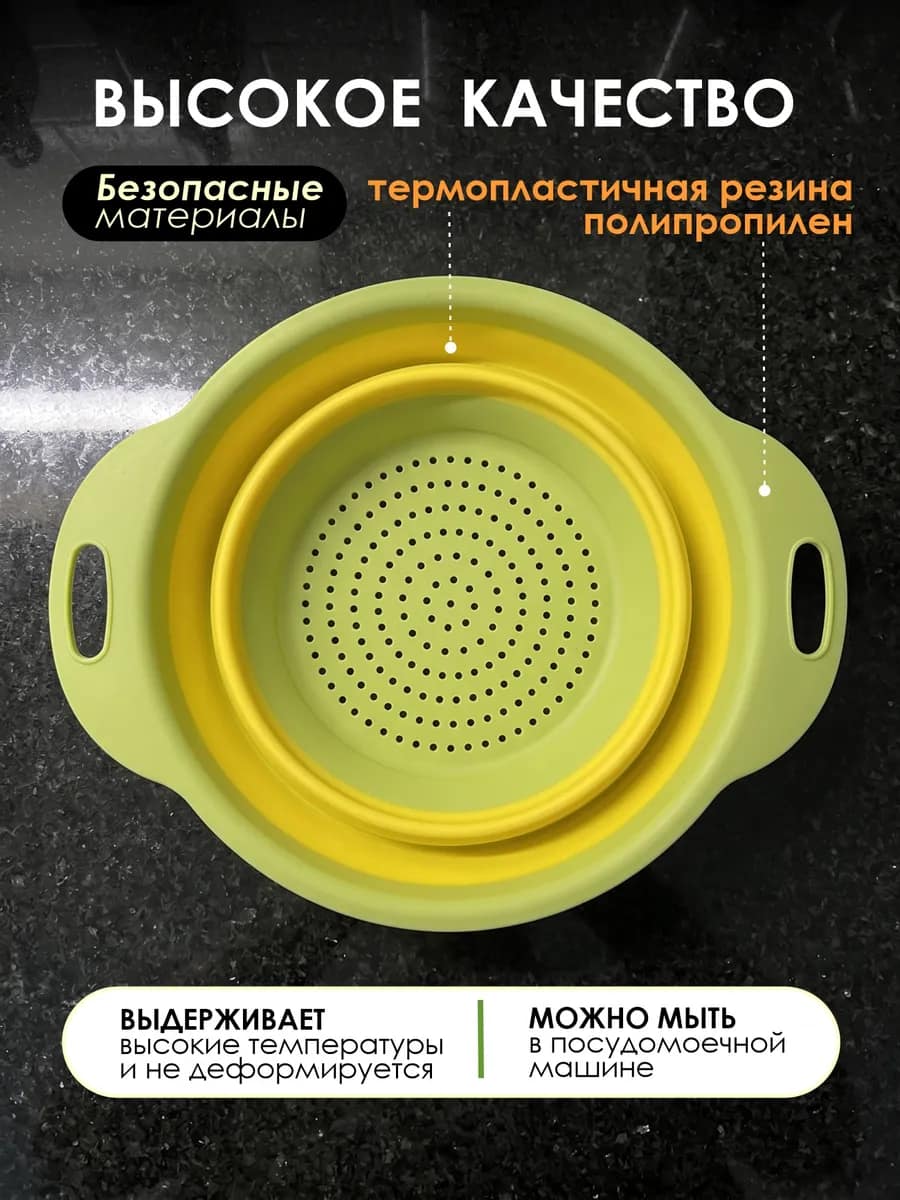 ВЫСОКОЕ КАЧЕСТВО
Безопасные
материалы
термопластичная резина
полипропилен
ВЫДЕРЖИВАЕТ
высокие температуры
и не деформируется
МОЖНО МЫТЬ
в посудомоечной
машине